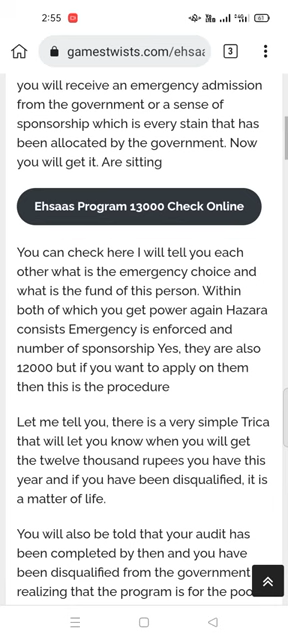 2:55
61
gamestwists.com/ehsaa
3
you will receive an emergency admission
from the government or a sense of
sponsorship which is every stain that has
been allocated by the government. Now
you will get it. Are sitting
Ehsaas Program 13000 Check Online
You can check here I will tell you each
other what is the emergency choice and
what is the fund of this person. Within
both of which you get power again Hazara
consists Emergency is enforced and
number of sponsorship Yes, they are also
12000 but if you want to apply on them
then this is the procedure
Let me tell you, there is a very simple Trica
that will let you know when you will get
the twelve thousand rupees you have this
year and if you have been disqualified, it is
a matter of life.
You will also be told that your audit has
been completed by then and you have
been disqualified from the government
realizing that the program is for the poo